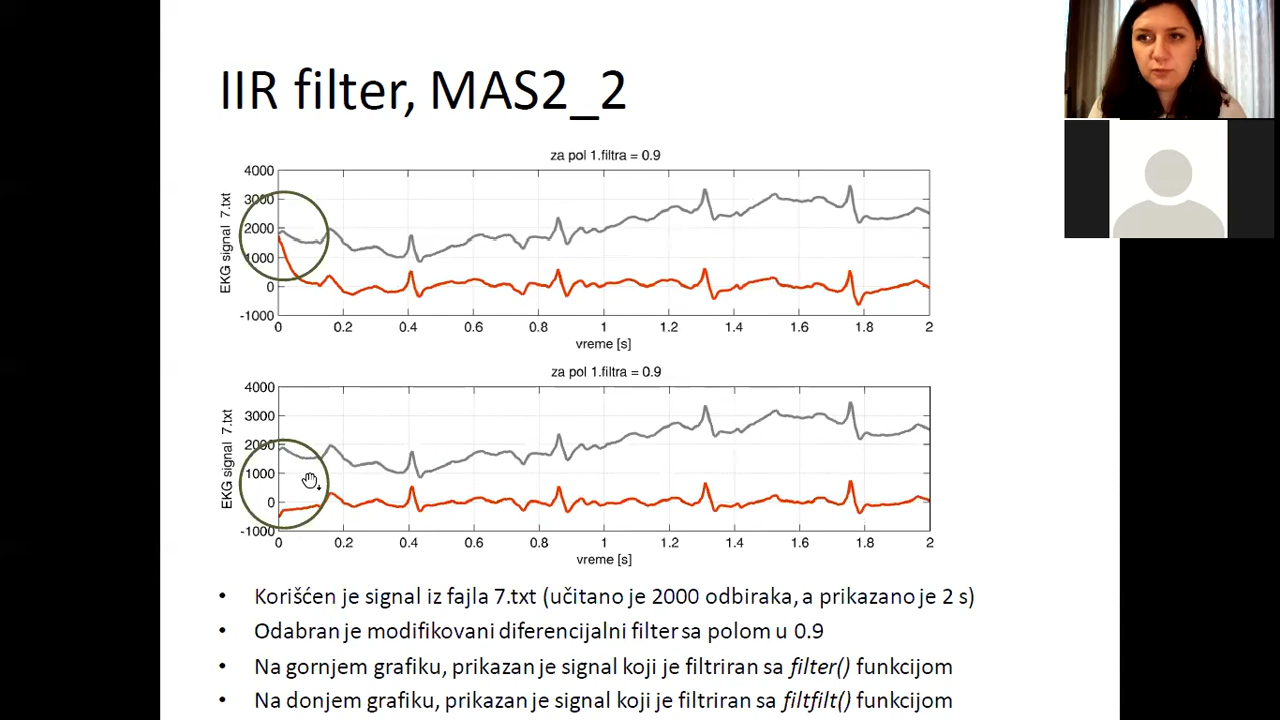 IIR filter, MAS2_2
za pol 1.filtra = 0.9
EKG signal 7.txt
4000
3000
2000
1000
0
-1000
0 0.2 0.4 0.6 0.8 1 1.2 1.4 1.6 1.8 2
vreme [s]
za pol 1.filtra = 0.9
EKG signal 7.txt
4000
3000
2000
1000
0
-1000
0 0.2 0.4 0.6 0.8 1 1.2 1.4 1.6 1.8 2
vreme [s]
• Korišćen je signal iz fajla 7.txt (učitano je 2000 odbiraka, a prikazano je 2 s)
• Odabran je modifikovani diferencijalni filter sa polom u 0.9
• Na gornjem grafiku, prikazan je signal koji je filtriran sa filter() funkcijom
• Na donjem grafiku, prikazan je signal koji je filtriran sa filtfilt() funkcijom